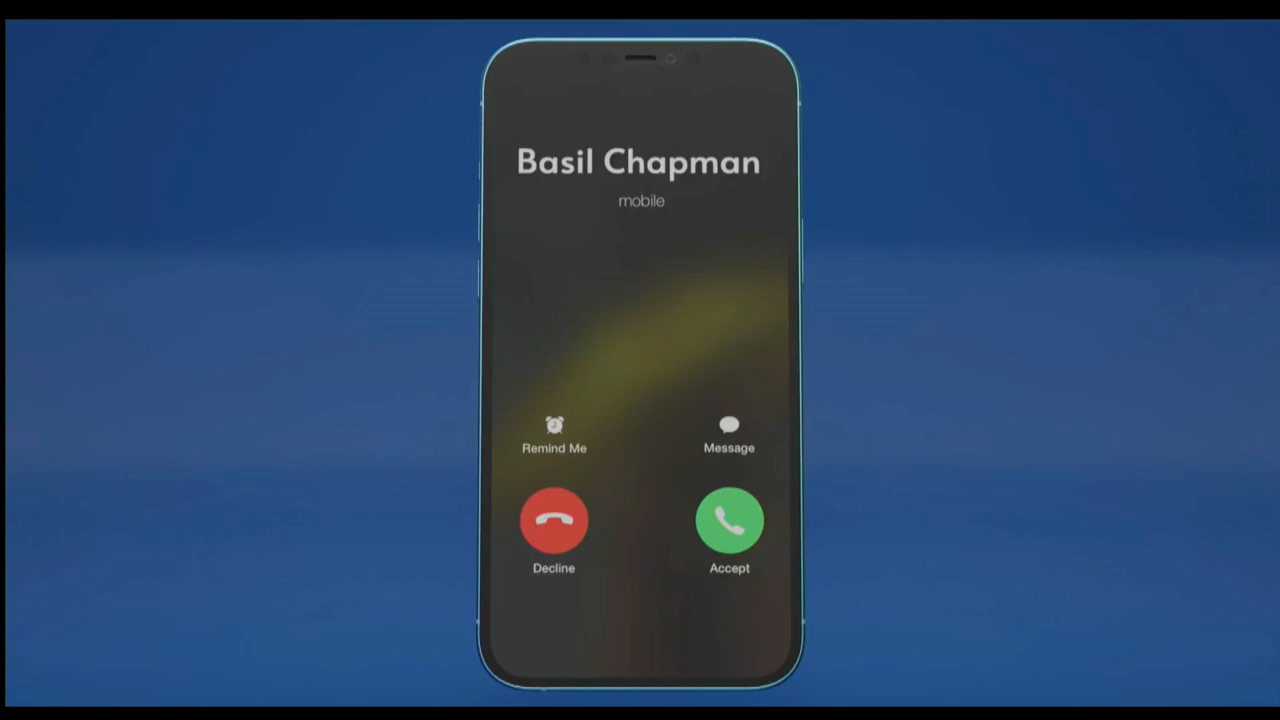 Basil Chapman
mobile
Remind Me
Message
Decline
Accept